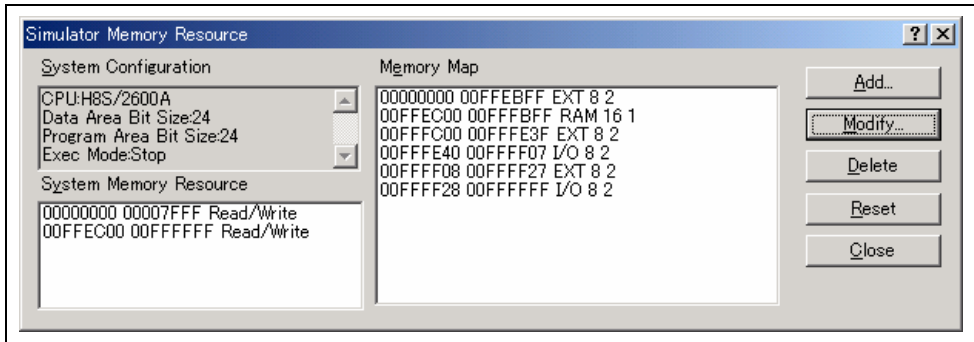 Simulator Memory Resource
System Configuration
CPU:H8S/2600A
Data Area Bit Size:24
Program Area Bit Size:24
Exec Mode:Stop
System Memory Resource
00000000 00007FFF Read/Write
00FFEC00 00FFFFFF Read/Write
Memory Map
00000000 00FFEBFF EXT 8 2
00FFEC00 00FFFBFF RAM 16 1
00FFFC00 00FFFE3F EXT 8 2
00FFFE40 00FFFF07 I/O 8 2
00FFFF08 00FFFF27 EXT 8 2
00FFFF28 00FFFFFF I/O 8 2
Add...
Modify...
Delete
Reset
Close